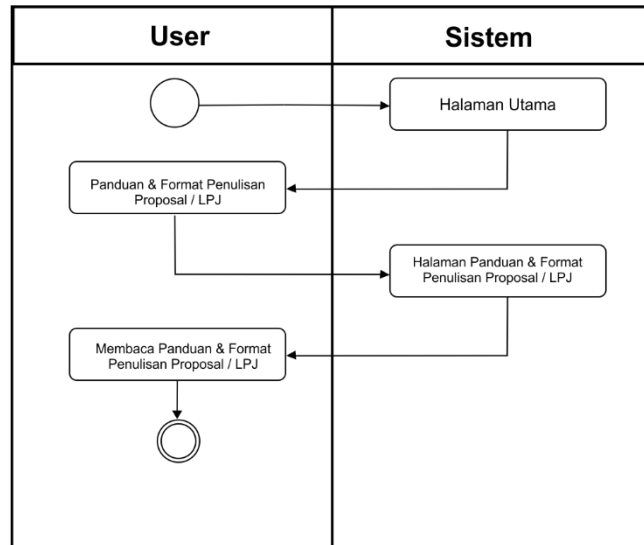 User
Sistem
Halaman Utama
Panduan & Format Penulisan
Proposal / LPJ
Halaman Panduan & Format
Penulisan Proposal / LPJ
Membaca Panduan & Format
Penulisan Proposal / LPJ